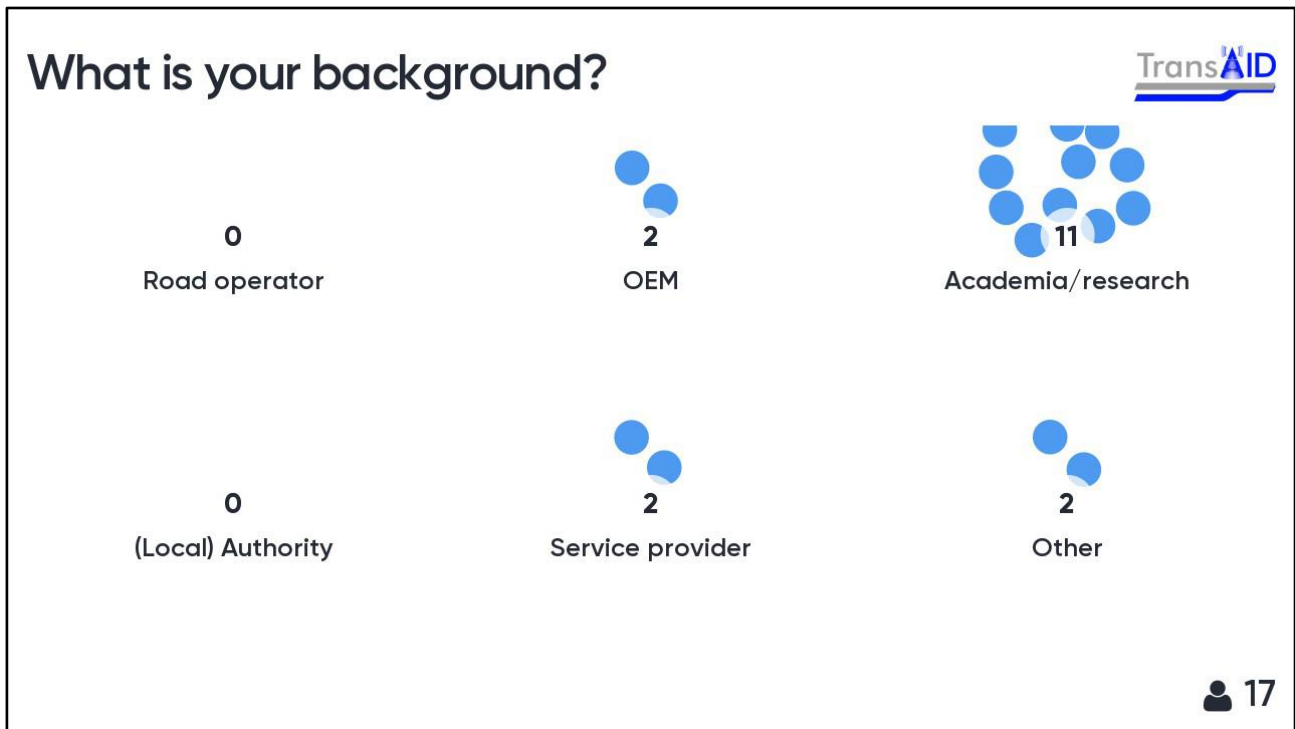 What is your background?
TransAID
0
Road operator
2
OEM
11
Academia/research
0
(Local) Authority
2
Service provider
2
Other
17